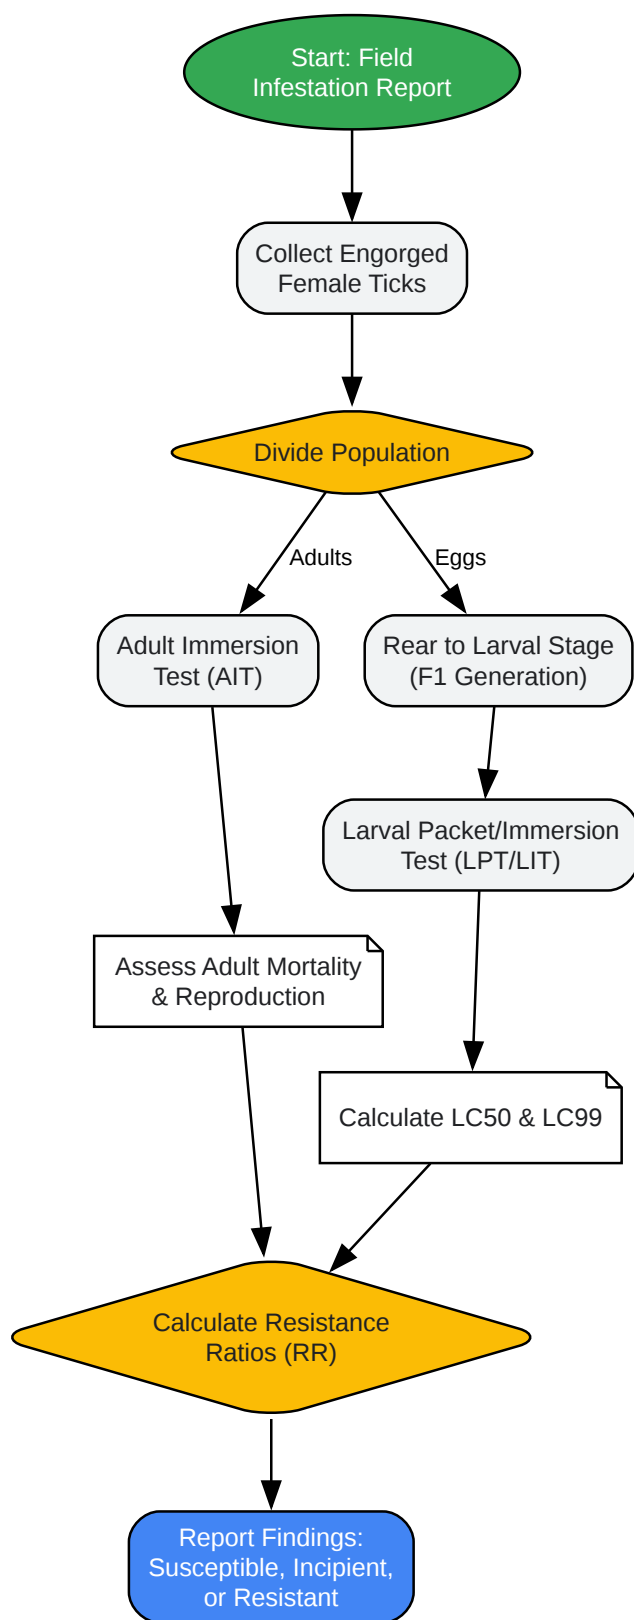 Start: Field
Infestation Report
Collect Engorged
Female Ticks
Divide Population
Adults
Eggs
Adult Immersion
Test (AIT)
Rear to Larval Stage
(F1 Generation)
Larval Packet/Immersion
Test (LPT/LIT)
Assess Adult Mortality
& Reproduction
Calculate LC50 & LC99
Calculate Resistance
Ratios (RR)
Report Findings:
Susceptible, Incipient,
or Resistant